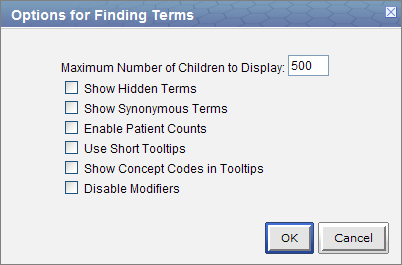 Options for Finding Terms
Maximum Number of Children to Display: 500
Show Hidden Terms
Show Synonymous Terms
Enable Patient Counts
Use Short Tooltips
Show Concept Codes in Tooltips
Disable Modifiers
OK Cancel